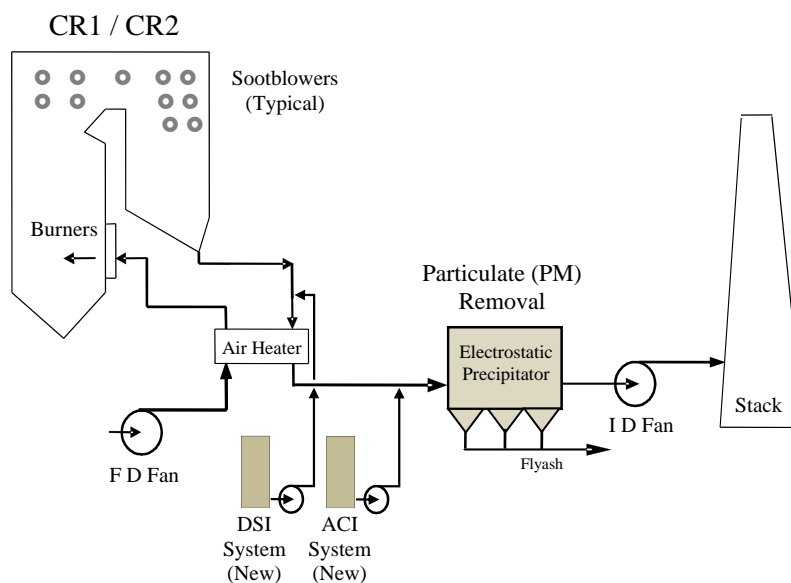 CR1 / CR2
Sootblowers
(Typical)
Burners
Particulate (PM)
Removal
Air Heater
Electrostatic
Precipitator
Stack
I D Fan
F D Fan
Flyash
DSI
System
(New)
ACI
System
(New)